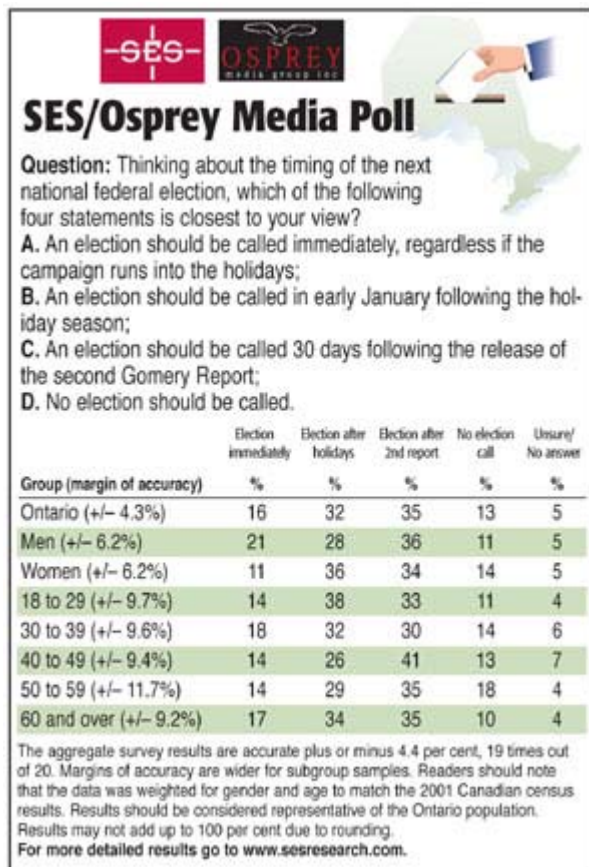 SES
OSPREY
media group inc
SES/Osprey Media Poll
Question: Thinking about the timing of the next
national federal election, which of the following
four statements is closest to your view?
A. An election should be called immediately, regardless if the
campaign runs into the holidays;
B. An election should be called in early January following the hol-
iday season;
C. An election should be called 30 days following the release of
the second Gomery Report;
D. No election should be called.
Election Election after Election after No election Unsure/
immediately holidays 2nd report call No answer
Group (margin of accuracy) % % % % %
Ontario (+/– 4.3%) 16 32 35 13 5
Men (+/– 6.2%) 21 28 36 11 5
Women (+/– 6.2%) 11 36 34 14 5
18 to 29 (+/– 9.7%) 14 38 33 11 4
30 to 39 (+/– 9.6%) 18 32 30 14 6
40 to 49 (+/– 9.4%) 14 26 41 13 7
50 to 59 (+/– 11.7%) 14 29 35 18 4
60 and over (+/– 9.2%) 17 34 35 10 4
The aggregate survey results are accurate plus or minus 4.4 per cent, 19 times out
of 20. Margins of accuracy are wider for subgroup samples. Readers should note
that the data was weighted for gender and age to match the 2001 Canadian census
results. Results should be considered representative of the Ontario population.
Results may not add up to 100 per cent due to rounding.
For more detailed results go to www.sesresearch.com.